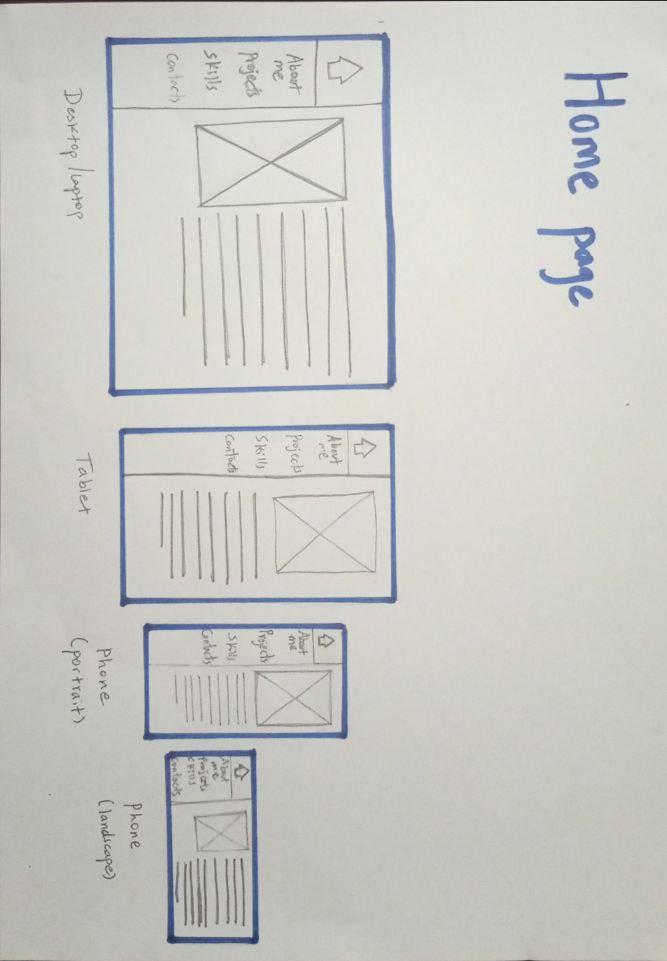 Home page
About
me
Projects
Skills
Contacts
Desktop/laptop
About
me
Projects
Skills
Contacts
Tablet
About
me
Projects
Skills
Contacts
phone
(portrait)
About
me
Projects
Skills
Contacts
phone
(landscape)